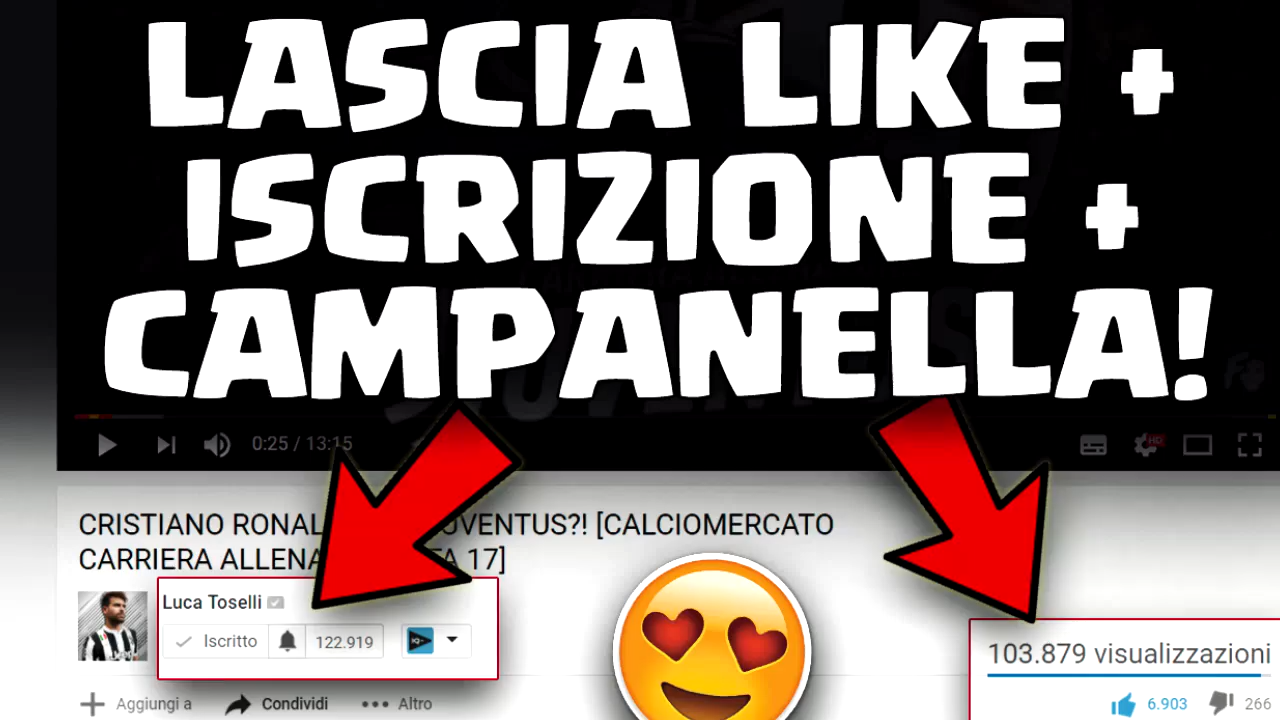 LASCIA LIKE +
ISCRIZIONE +
CAMPANELLA!
0:25 / 13:15
HD
CRISTIANO RONAL UVENTUS?! [CALCIOMERCATO
CARRIERA ALLENA A 17]
Luca Toselli
Iscritto 122.919
103.879 visualizzazioni
Aggiungi a Condividi Altro
6.903 266